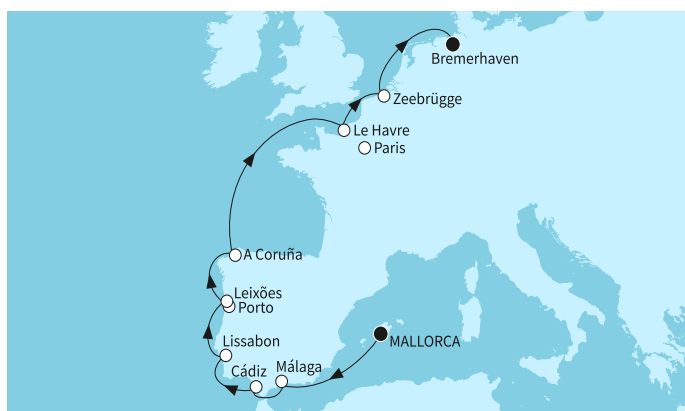 Bremerhaven
Zeebrügge
Le Havre
Paris
A Coruña
Leixões
Porto
MALLORCA
Lissabon
Málaga
Cádiz